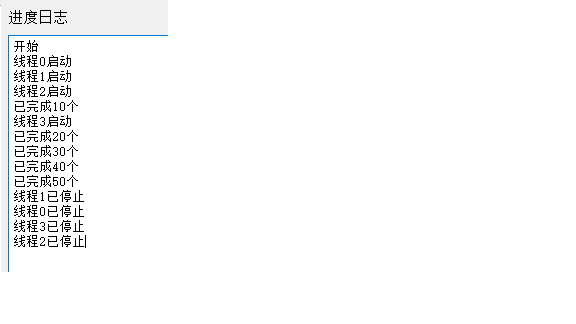 进度日志
开始
线程0启动
线程1启动
线程2启动
已完成10个
线程3启动
已完成20个
已完成30个
已完成40个
已完成50个
线程1已停止
线程0已停止
线程3已停止
线程2已停止